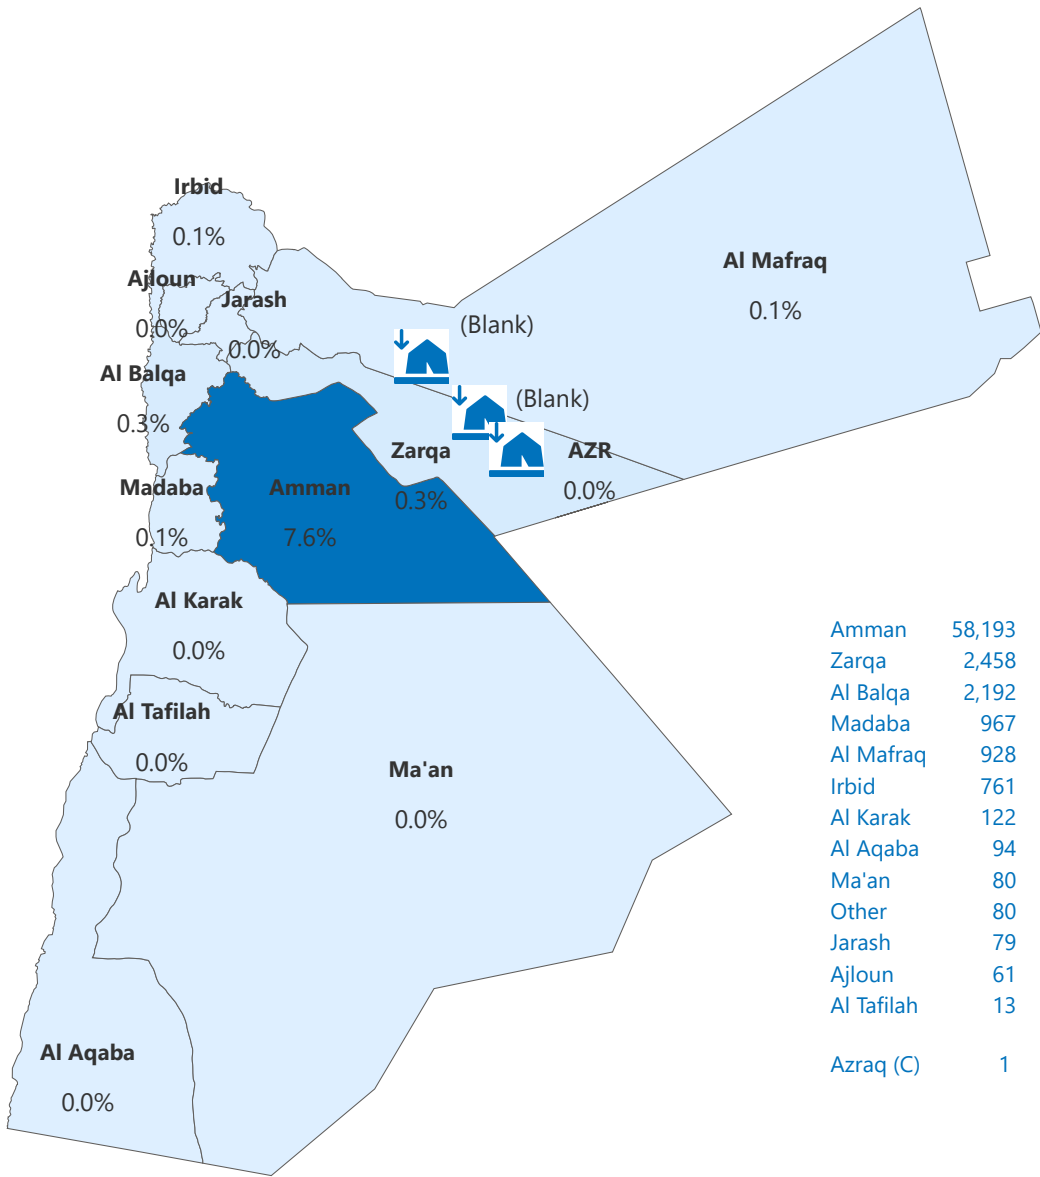 Irbid
0.1%
Ajloun
0.0%
Jarash
0.0%
(Blank)
Al Mafraq
0.1%
Al Balqa
0.3%
(Blank)
Zarqa
0.3%
AZR
0.0%
Madaba
0.1%
Amman
7.6%
Al Karak
0.0%
Al Tafilah
0.0%
Ma'an
0.0%
Al Aqaba
0.0%
Amman 58,193
Zarqa 2,458
Al Balqa 2,192
Madaba 967
Al Mafraq 928
Irbid 761
Al Karak 122
Al Aqaba 94
Ma'an 80
Other 80
Jarash 79
Ajloun 61
Al Tafilah 13
Azraq (C) 1